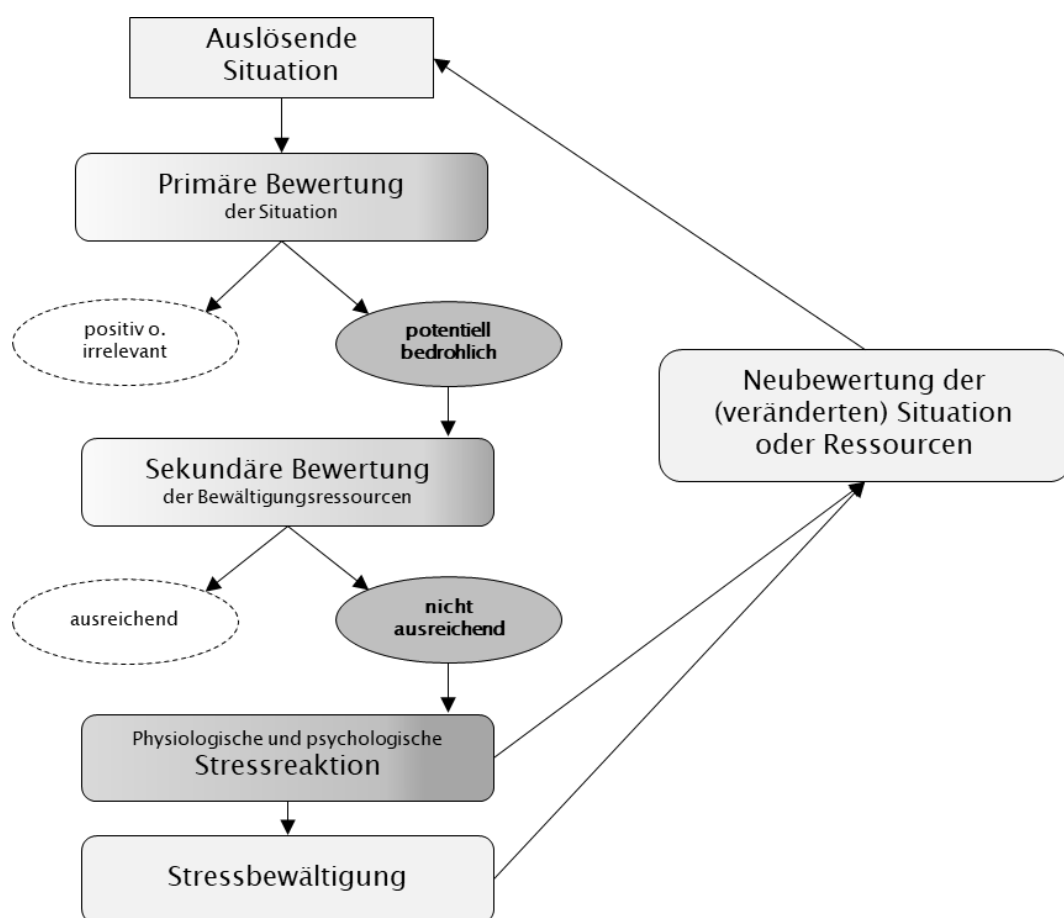 Auslösende
Situation
Primäre Bewertung
der Situation
positiv o.
irrelevant
potentiell
bedrohlich
Neubewertung der
(veränderten) Situation
oder Ressourcen
Sekundäre Bewertung
der Bewältigungsressourcen
ausreichend
nicht
ausreichend
Physiologische und psychologische
Stressreaktion
Stressbewältigung